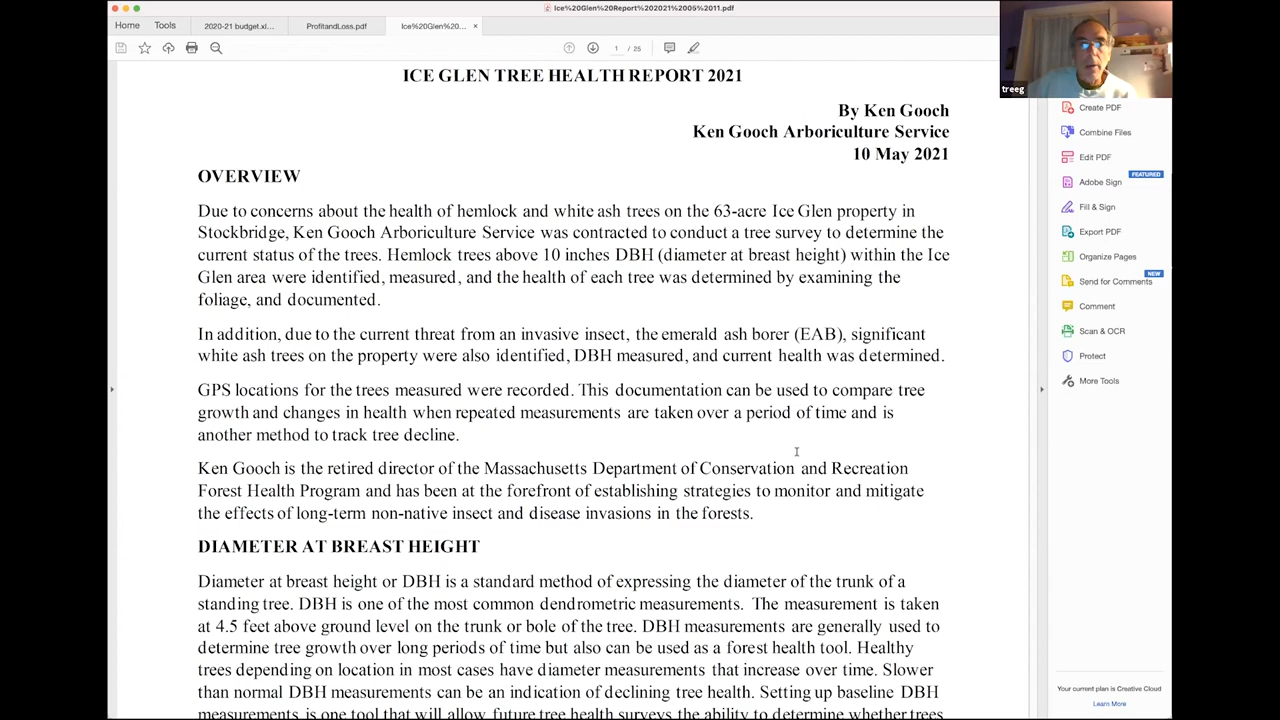 Ice%20Glen%20Report%202021%2005%2011.pdf
Home
Tools
2020-21 budget.xl...
ProfitandLoss.pdf
Ice%20Glen%20...
×
1 / 25
treeg
ICE GLEN TREE HEALTH REPORT 2021
By Ken Gooch
Ken Gooch Arboriculture Service
10 May 2021
OVERVIEW
Due to concerns about the health of hemlock and white ash trees on the 63-acre Ice Glen property in
Stockbridge, Ken Gooch Arboriculture Service was contracted to conduct a tree survey to determine the
current status of the trees. Hemlock trees above 10 inches DBH (diameter at breast height) within the Ice
Glen area were identified, measured, and the health of each tree was determined by examining the
foliage, and documented.
In addition, due to the current threat from an invasive insect, the emerald ash borer (EAB), significant
white ash trees on the property were also identified, DBH measured, and current health was determined.
GPS locations for the trees measured were recorded. This documentation can be used to compare tree
growth and changes in health when repeated measurements are taken over a period of time and is
another method to track tree decline.
Ken Gooch is the retired director of the Massachusetts Department of Conservation and Recreation
Forest Health Program and has been at the forefront of establishing strategies to monitor and mitigate
the effects of long-term non-native insect and disease invasions in the forests.
DIAMETER AT BREAST HEIGHT
Diameter at breast height or DBH is a standard method of expressing the diameter of the trunk of a
standing tree. DBH is one of the most common dendrometric measurements. The measurement is taken
at 4.5 feet above ground level on the trunk or bole of the tree. DBH measurements are generally used to
determine tree growth over long periods of time but also can be used as a forest health tool. Healthy
trees depending on location in most cases have diameter measurements that increase over time. Slower
than normal DBH measurements can be an indication of declining tree health. Setting up baseline DBH
measurements is one tool that will allow future tree health surveys the ability to determine whether trees
Create PDF
Combine Files
Edit PDF
FEATURED
Adobe Sign
Fill & Sign
Export PDF
Organize Pages
NEW
Send for Comments
Comment
Scan & OCR
Protect
More Tools
Your current plan is Creative Cloud
Learn More